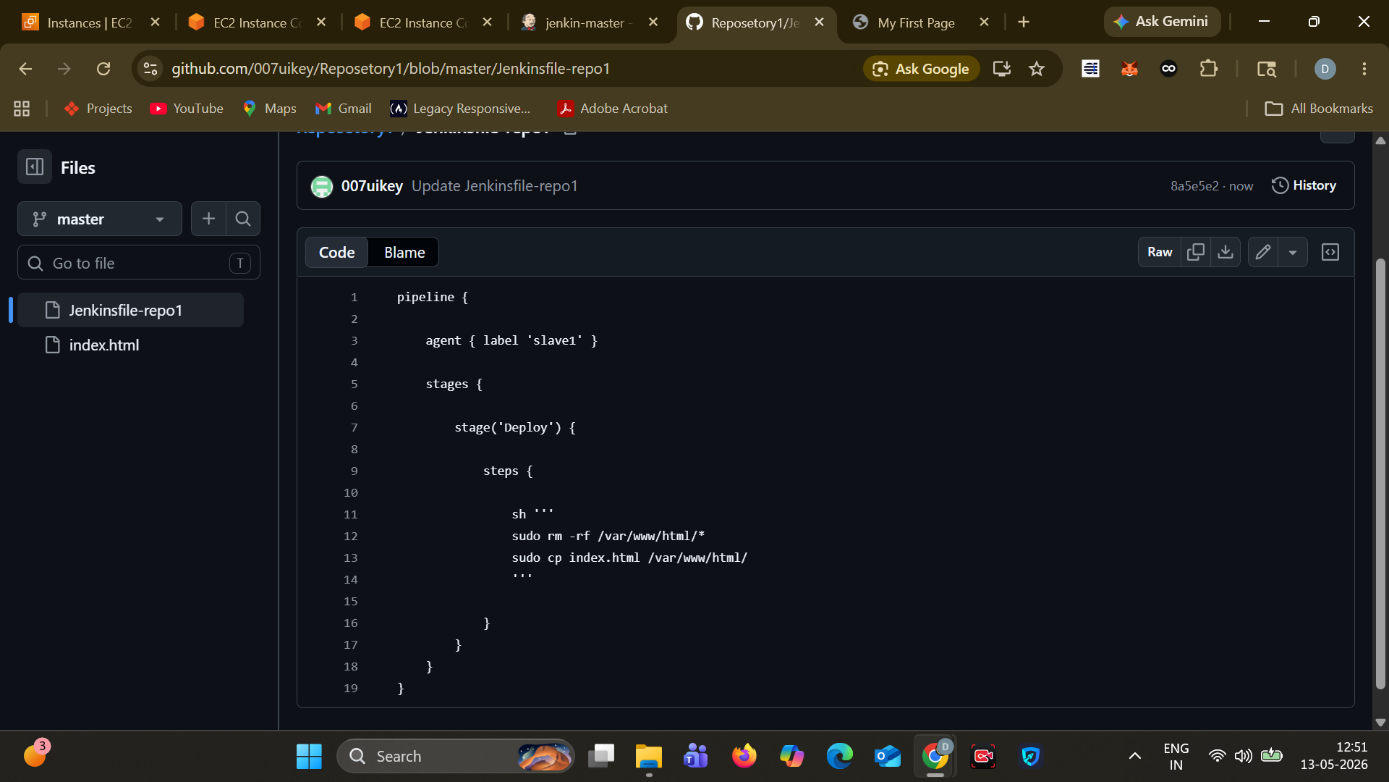 Instances | EC2
EC2 Instance Co
EC2 Instance Co
jenkin-master -
Reposetory1/Je
My First Page
Ask Gemini
github.com/007uikey/Reposetory1/blob/master/Jenkinsfile-repo1
Ask Google
D
Projects
YouTube
Maps
Gmail
Legacy Responsive...
Adobe Acrobat
All Bookmarks
Files
master
Go to file
T
Jenkinsfile-repo1
index.html
Reposetory1 / Jenkinsfile-repo1
007uikey Update Jenkinsfile-repo1
8a5e5e2 · now
History
Code
Blame
Raw
1 pipeline {
2
3 agent { label 'slave1' }
4
5 stages {
6
7 stage('Deploy') {
8
9 steps {
10
11 sh '''
12 sudo rm -rf /var/www/html/*
13 sudo cp index.html /var/www/html/
14 '''
15
16 }
17 }
18 }
19 }
3
Search
D
ENG
IN
12:51
13-05-2026